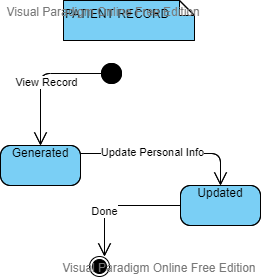 Visual Paradigm Online Free Edition
PATIENT RECORD
View Record
Generated
Update Personal Info
Updated
Done
Visual Paradigm Online Free Edition